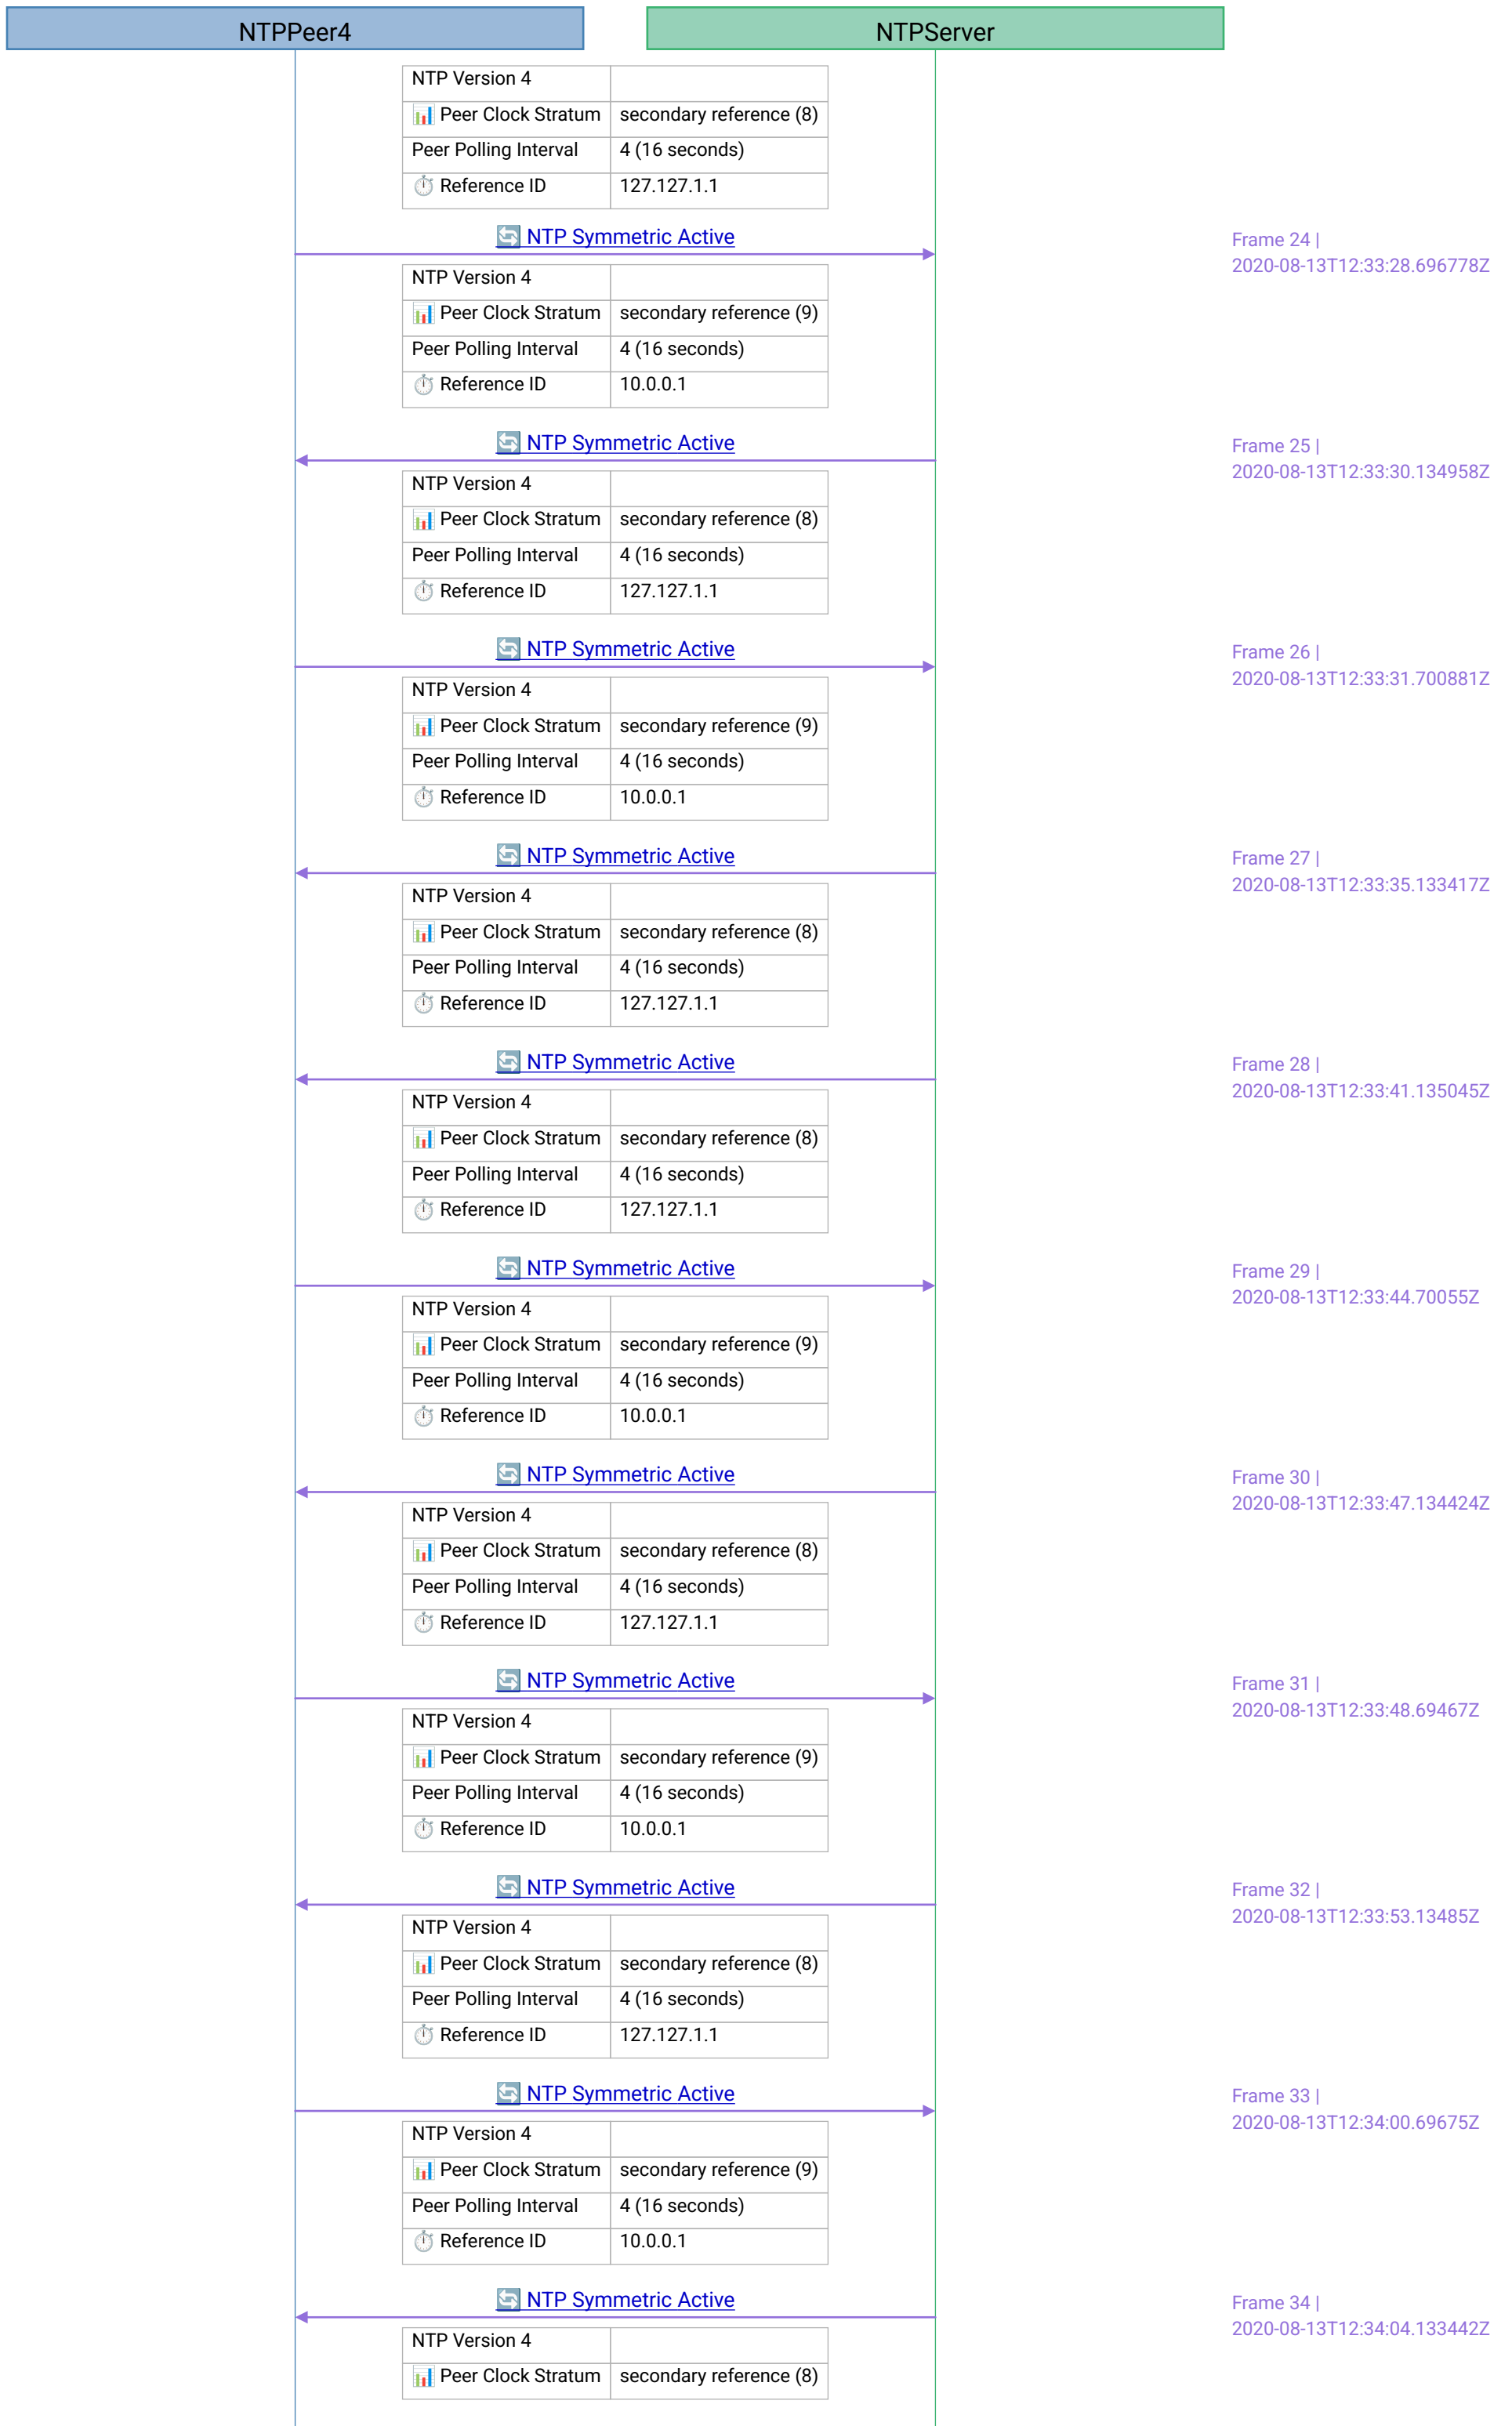 NTPPeer4 NTPServer
NTP Version 4
Peer Clock Stratum secondary reference (8)
Peer Polling Interval 4 (16 seconds)
Reference ID 127.127.1.1
NTP Symmetric Active Frame 24 |
2020-08-13T12:33:28.696778Z
NTP Version 4
Peer Clock Stratum secondary reference (9)
Peer Polling Interval 4 (16 seconds)
Reference ID 10.0.0.1
NTP Symmetric Active Frame 25 |
2020-08-13T12:33:30.134958Z
NTP Version 4
Peer Clock Stratum secondary reference (8)
Peer Polling Interval 4 (16 seconds)
Reference ID 127.127.1.1
NTP Symmetric Active Frame 26 |
2020-08-13T12:33:31.700881Z
NTP Version 4
Peer Clock Stratum secondary reference (9)
Peer Polling Interval 4 (16 seconds)
Reference ID 10.0.0.1
NTP Symmetric Active Frame 27 |
2020-08-13T12:33:35.133417Z
NTP Version 4
Peer Clock Stratum secondary reference (8)
Peer Polling Interval 4 (16 seconds)
Reference ID 127.127.1.1
NTP Symmetric Active Frame 28 |
2020-08-13T12:33:41.135045Z
NTP Version 4
Peer Clock Stratum secondary reference (8)
Peer Polling Interval 4 (16 seconds)
Reference ID 127.127.1.1
NTP Symmetric Active Frame 29 |
2020-08-13T12:33:44.70055Z
NTP Version 4
Peer Clock Stratum secondary reference (9)
Peer Polling Interval 4 (16 seconds)
Reference ID 10.0.0.1
NTP Symmetric Active Frame 30 |
2020-08-13T12:33:47.134424Z
NTP Version 4
Peer Clock Stratum secondary reference (8)
Peer Polling Interval 4 (16 seconds)
Reference ID 127.127.1.1
NTP Symmetric Active Frame 31 |
2020-08-13T12:33:48.69467Z
NTP Version 4
Peer Clock Stratum secondary reference (9)
Peer Polling Interval 4 (16 seconds)
Reference ID 10.0.0.1
NTP Symmetric Active Frame 32 |
2020-08-13T12:33:53.13485Z
NTP Version 4
Peer Clock Stratum secondary reference (8)
Peer Polling Interval 4 (16 seconds)
Reference ID 127.127.1.1
NTP Symmetric Active Frame 33 |
2020-08-13T12:34:00.69675Z
NTP Version 4
Peer Clock Stratum secondary reference (9)
Peer Polling Interval 4 (16 seconds)
Reference ID 10.0.0.1
NTP Symmetric Active Frame 34 |
2020-08-13T12:34:04.133442Z
NTP Version 4
Peer Clock Stratum secondary reference (8)